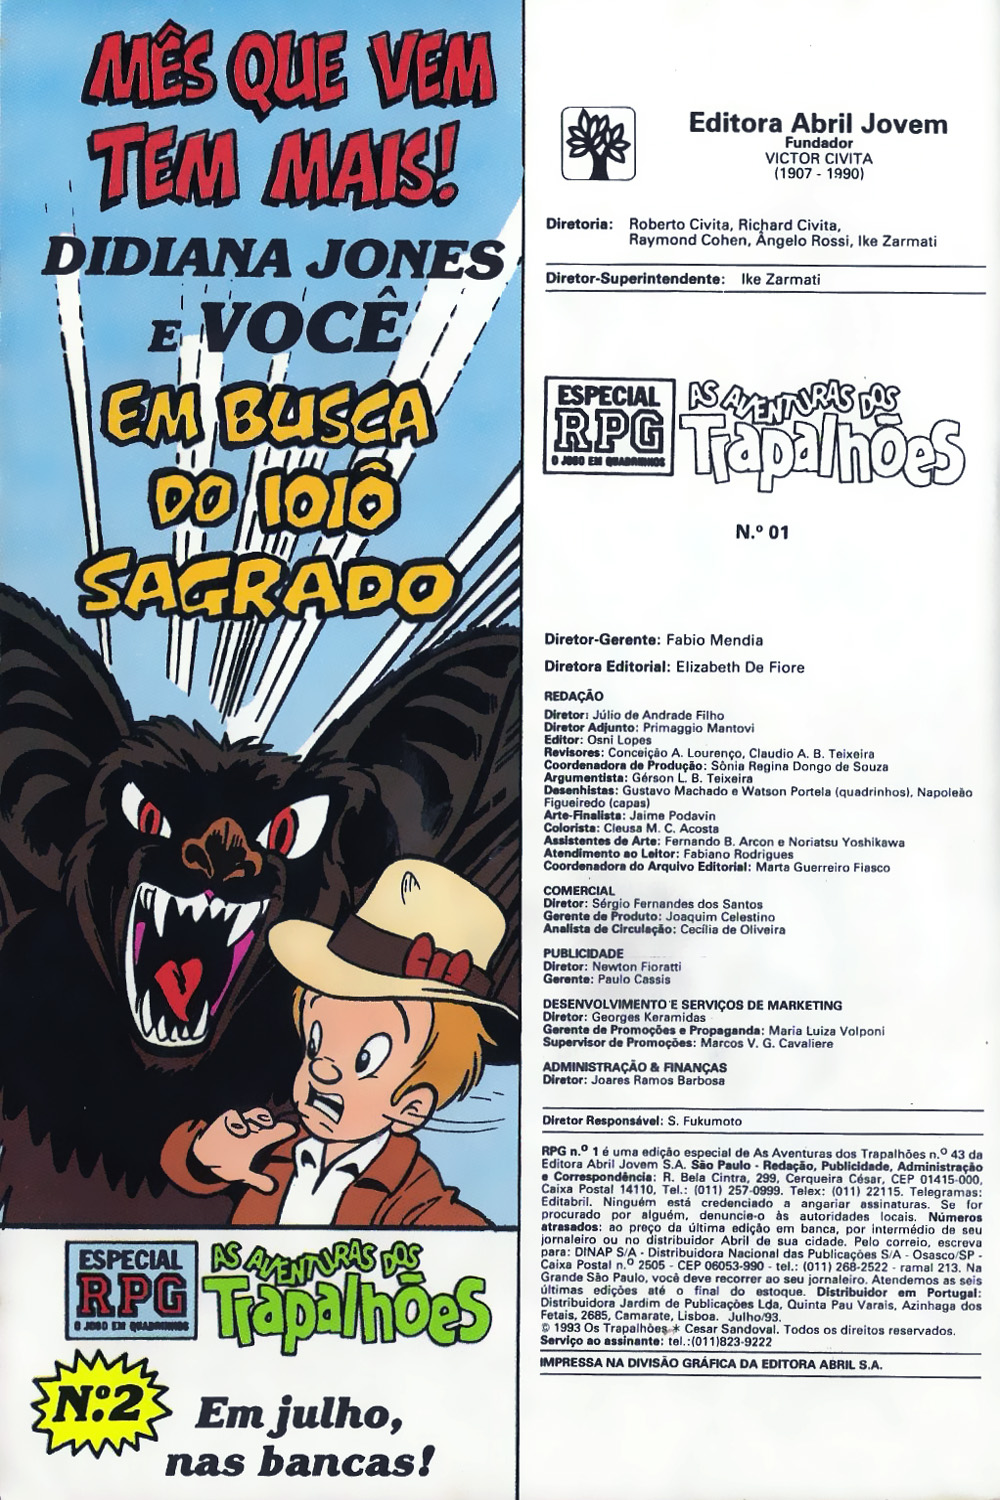 MÊS QUE VEM
TEM MAIS!
DIDIANA JONES
E VOCÊ
EM BUSCA
DO IOIÔ
SAGRADO
ESPECIAL
RPG
O JOGO EM QUADRINHOS
AS AVENTURAS DOS
Trapalhões
N.º 2
Em julho,
nas bancas!
Editora Abril Jovem
Fundador
VICTOR CIVITA
(1907 - 1990)
Diretoria: Roberto Civita, Richard Civita,
Raymond Cohen, Ângelo Rossi, Ike Zarmati
Diretor-Superintendente: Ike Zarmati
ESPECIAL
RPG
O JOGO EM QUADRINHOS
AS AVENTURAS DOS
Trapalhões
N.º 01
Diretor-Gerente: Fabio Mendia
Diretora Editorial: Elizabeth De Fiore
REDAÇÃO
Diretor: Júlio de Andrade Filho
Diretor Adjunto: Primaggio Mantovi
Editor: Osni Lopes
Revisores: Conceição A. Lourenço, Claudio A. B. Teixeira
Coordenadora de Produção: Sônia Regina Dongo de Souza
Argumentista: Gérson L. B. Teixeira
Desenhistas: Gustavo Machado e Watson Portela (quadrinhos), Napoleão
Figueiredo (capas)
Arte-Finalista: Jaime Podavin
Colorista: Cleusa M. C. Acosta
Assistentes de Arte: Fernando B. Arcon e Noriatsu Yoshikawa
Atendimento ao Leitor: Fabiano Rodrigues
Coordenadora do Arquivo Editorial: Marta Guerreiro Fiasco
COMERCIAL
Diretor: Sérgio Fernandes dos Santos
Gerente de Produto: Joaquim Celestino
Analista de Circulação: Cecília de Oliveira
PUBLICIDADE
Diretor: Newton Fioratti
Gerente: Paulo Cassis
DESENVOLVIMENTO E SERVIÇOS DE MARKETING
Diretor: Georges Keramidas
Gerente de Promoções e Propaganda: Maria Luiza Volponi
Supervisor de Promoções: Marcos V. G. Cavaliere
ADMINISTRAÇÃO & FINANÇAS
Diretor: Joares Ramos Barbosa
Diretor Responsável: S. Fukumoto
RPG n.º 1 é uma edição especial de As Aventuras dos Trapalhões n.º 43 da
Editora Abril Jovem S.A. São Paulo - Redação, Publicidade, Administração
e Correspondência: R. Bela Cintra, 299, Cerqueira César, CEP 01415-000,
Caixa Postal 14110, Tel.: (011) 257-0999. Telex: (011) 22115. Telegramas:
Editabril. Ninguém está credenciado a angariar assinaturas. Se for
procurado por alguém, denuncie-o às autoridades locais. Números
atrasados: ao preço da última edição em banca, por intermédio de seu
jornaleiro ou no distribuidor Abril de sua cidade. Pelo correio, escreva
para: DINAP S/A - Distribuidora Nacional das Publicações S/A - Osasco/SP -
Caixa Postal n.º 2505 - CEP 06053-990 - tel.: (011) 268-2522 - ramal 213. Na
Grande São Paulo, você deve recorrer ao seu jornaleiro. Atendemos as seis
últimas edições até o final do estoque. Distribuidor em Portugal:
Distribuidora Jardim de Publicações Lda, Quinta Pau Varais, Azinhaga dos
Fetais, 2685, Camarate, Lisboa. Julho/93.
© 1993 Os Trapalhões * Cesar Sandoval. Todos os direitos reservados.
Serviço ao assinante: tel.:(011)823-9222
IMPRESSA NA DIVISÃO GRÁFICA DA EDITORA ABRIL S.A.